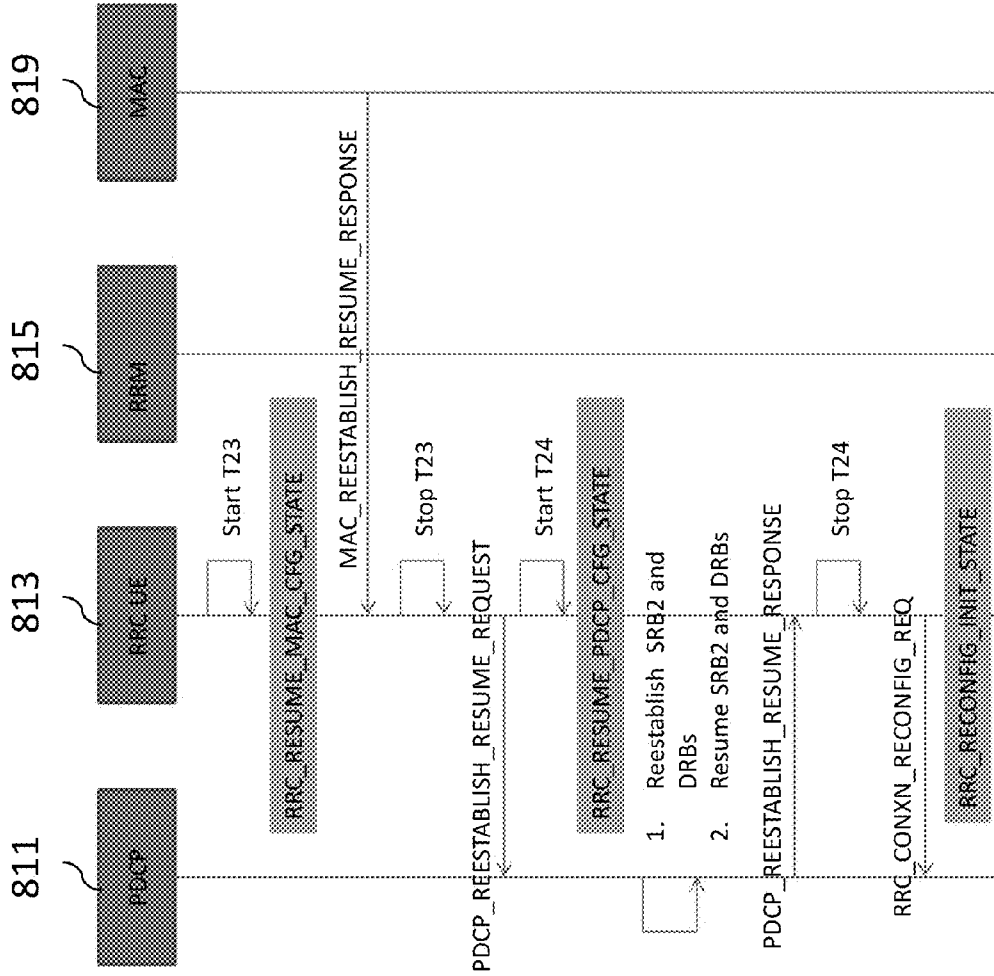 811
813
815
819
PDCP
RRC UE
RRM
MAC
Start T23
RRC_RESUME_MAC_CFG_STATE
MAC_REESTABLISH_RESUME_RESPONSE
Stop T23
PDCP_REESTABLISH_RESUME_REQUEST
Start T24
RRC_RESUME_PDCP_CFG_STATE
1. Reestablish SRB2 and
DRBs
2. Resume SRB2 and DRBs
PDCP_REESTABLISH_RESUME_RESPONSE
Stop T24
RRC_CONXN_RECONFIG_REQ
RRC_RECONFIG_INIT_STATE